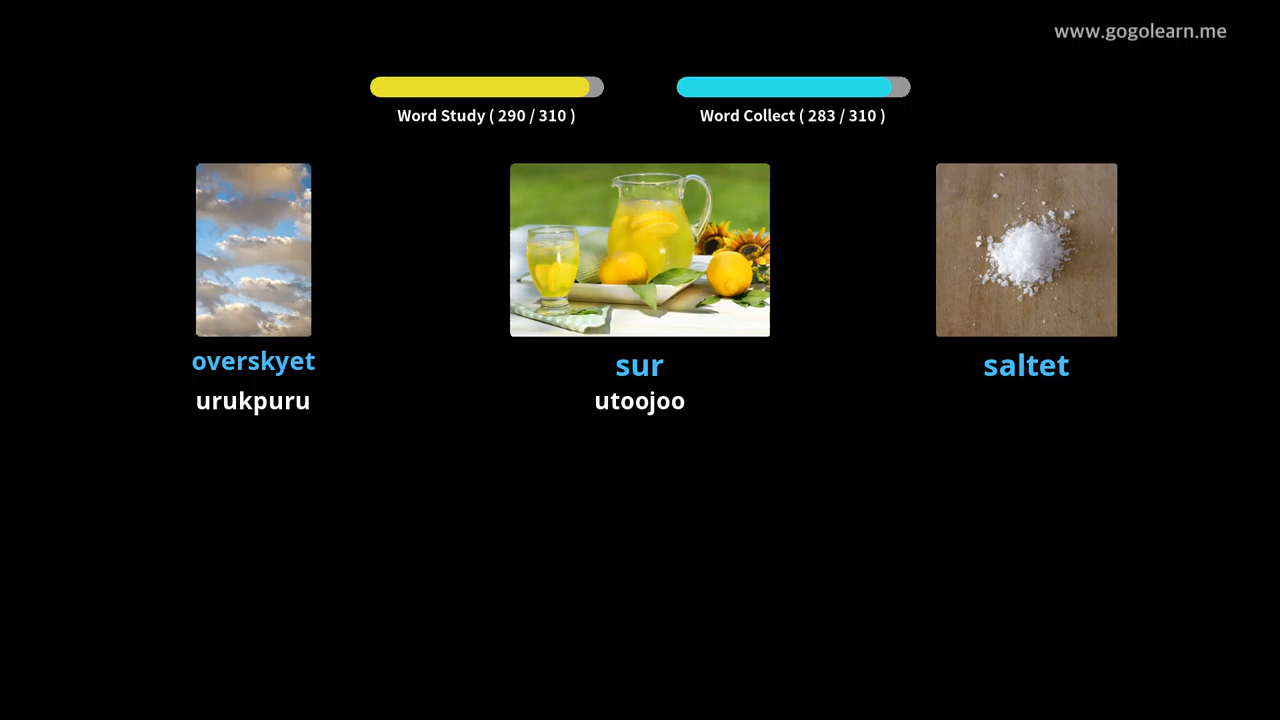 www.gogolearn.me
Word Study ( 290 / 310 )
Word Collect ( 283 / 310 )
overskyet
sur
saltet
urukpuru
utoojoo